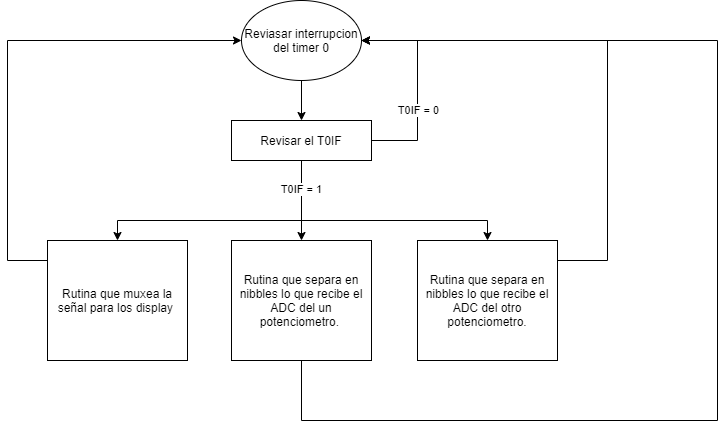 Reviasar interrupcion
del timer 0
T0IF = 0
Revisar el T0IF
T0IF = 1
Rutina que muxea la
señal para los display
Rutina que separa en
nibbles lo que recibe el
ADC del un
potenciometro.
Rutina que separa en
nibbles lo que recibe el
ADC del otro
potenciometro.